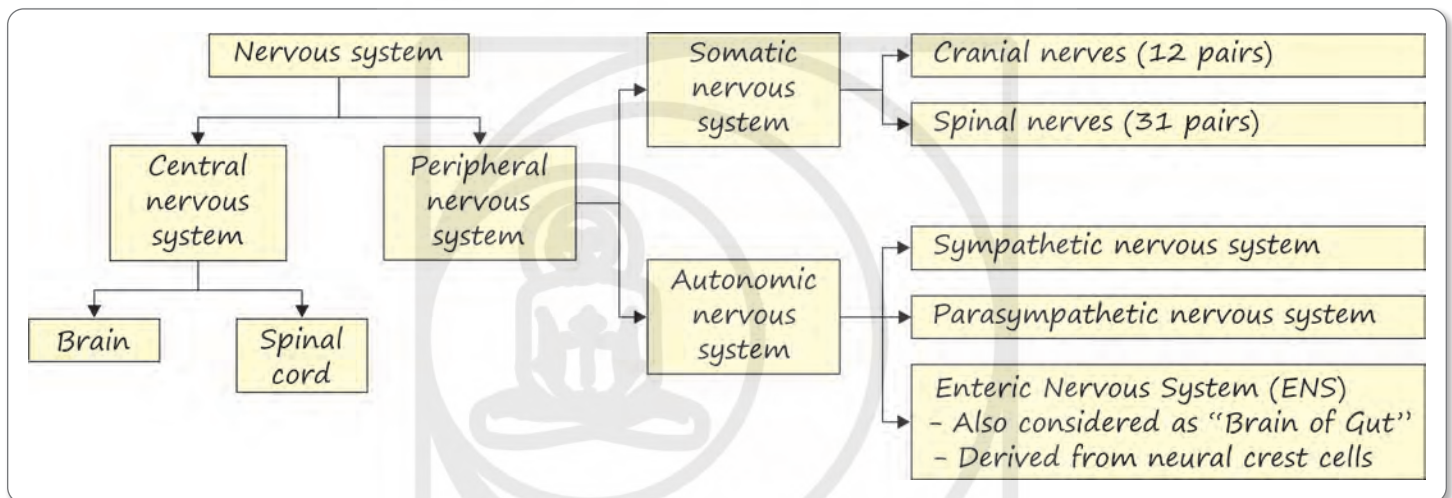 Nervous system
Central
nervous
system
Brain
Spinal
cord
Peripheral
nervous
system
Somatic
nervous
system
Cranial nerves (12 pairs)
Spinal nerves (31 pairs)
Autonomic
nervous
system
Sympathetic nervous system
Parasympathetic nervous system
Enteric Nervous System (ENS)
- Also considered as “Brain of Gut”
- Derived from neural crest cells